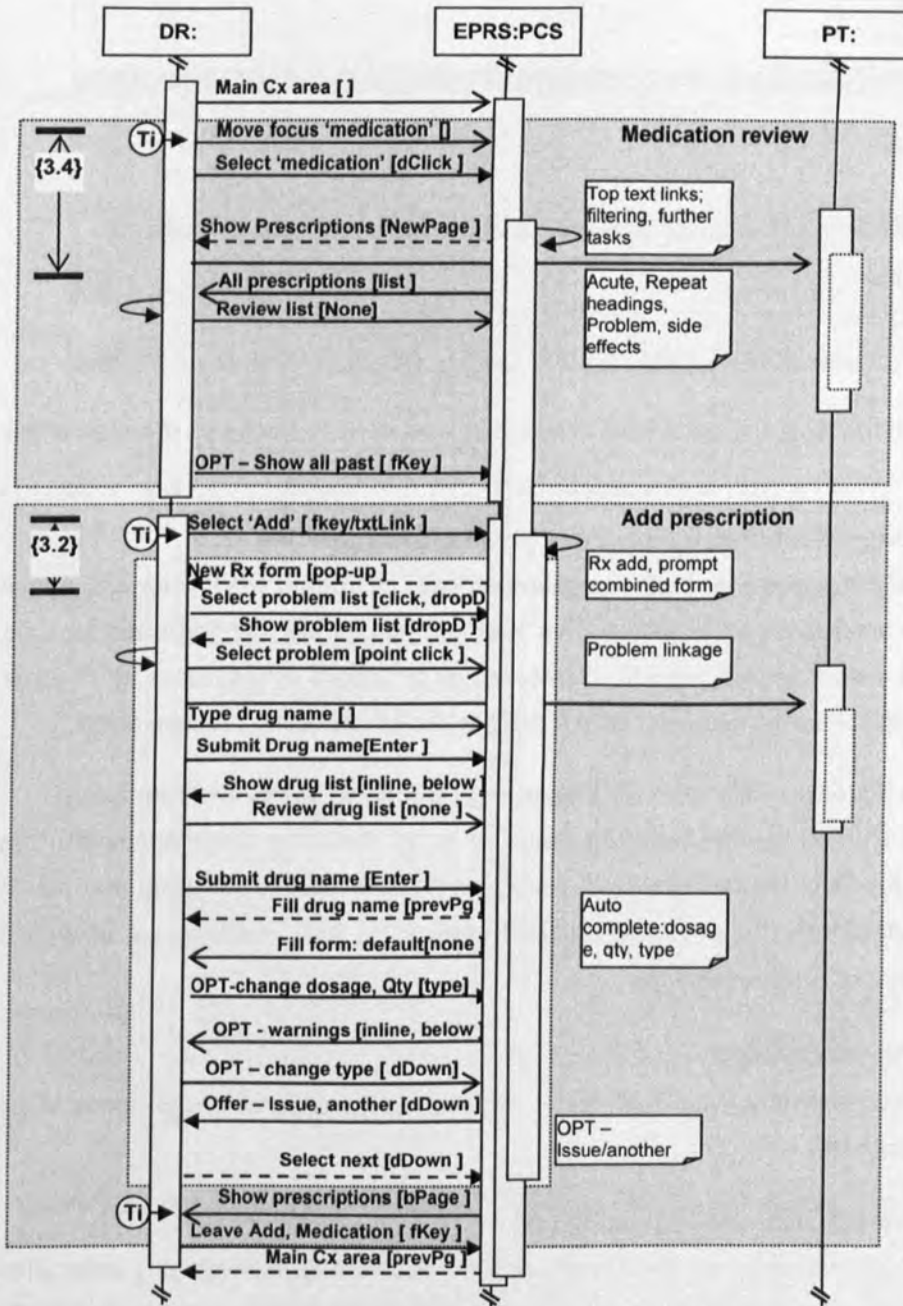 DR:
EPRS:PCS
PT:
Main Cx area [ ]
Medication review
Ti
Move focus ‘medication’ []
{3.4}
Select ‘medication’ [dClick ]
Top text links;
filtering, further
tasks
Show Prescriptions [NewPage ]
All prescriptions [list ]
Review list [None]
Acute, Repeat
headings,
Problem, side
effects
OPT – Show all past [ fKey ]
Add prescription
Ti
Select ‘Add’ [ fkey/txtLink ]
{3.2}
Rx add, prompt
combined form
New Rx form [pop-up ]
Select problem list [click, dropD
Show problem list [dropD ]
Select problem [point click ]
Problem linkage
Type drug name [ ]
Submit Drug name[Enter ]
Show drug list [inline, below ]
Review drug list [none ]
Submit drug name [Enter ]
Fill drug name [prevPg ]
Auto
complete:dosag
e, qty, type
Fill form: default[none ]
OPT-change dosage, Qty [type]
OPT - warnings [inline, below ]
OPT – change type [ dDown]
Offer – Issue, another [dDown ]
OPT –
Issue/another
Select next [dDown ]
Ti
Show prescriptions [bPage ]
Leave Add, Medication [ fKey ]
Main Cx area [prevPg ]